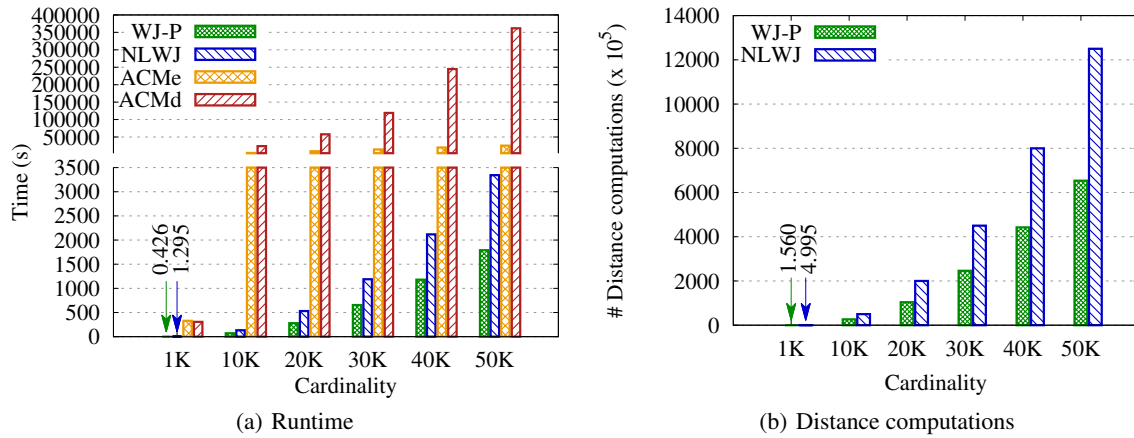 400000
350000
300000
250000
200000
150000
100000
50000
3500
3000
2500
2000
1500
1000
500
0
Time (s)
WJ-P
NLWJ
ACMe
ACMd
0.426
1.295
1K 10K 20K 30K 40K 50K
Cardinality
(a) Runtime
14000
12000
10000
8000
6000
4000
2000
0
# Distance computations (x 10^5)
WJ-P
NLWJ
1.560
4.995
1K 10K 20K 30K 40K 50K
Cardinality
(b) Distance computations